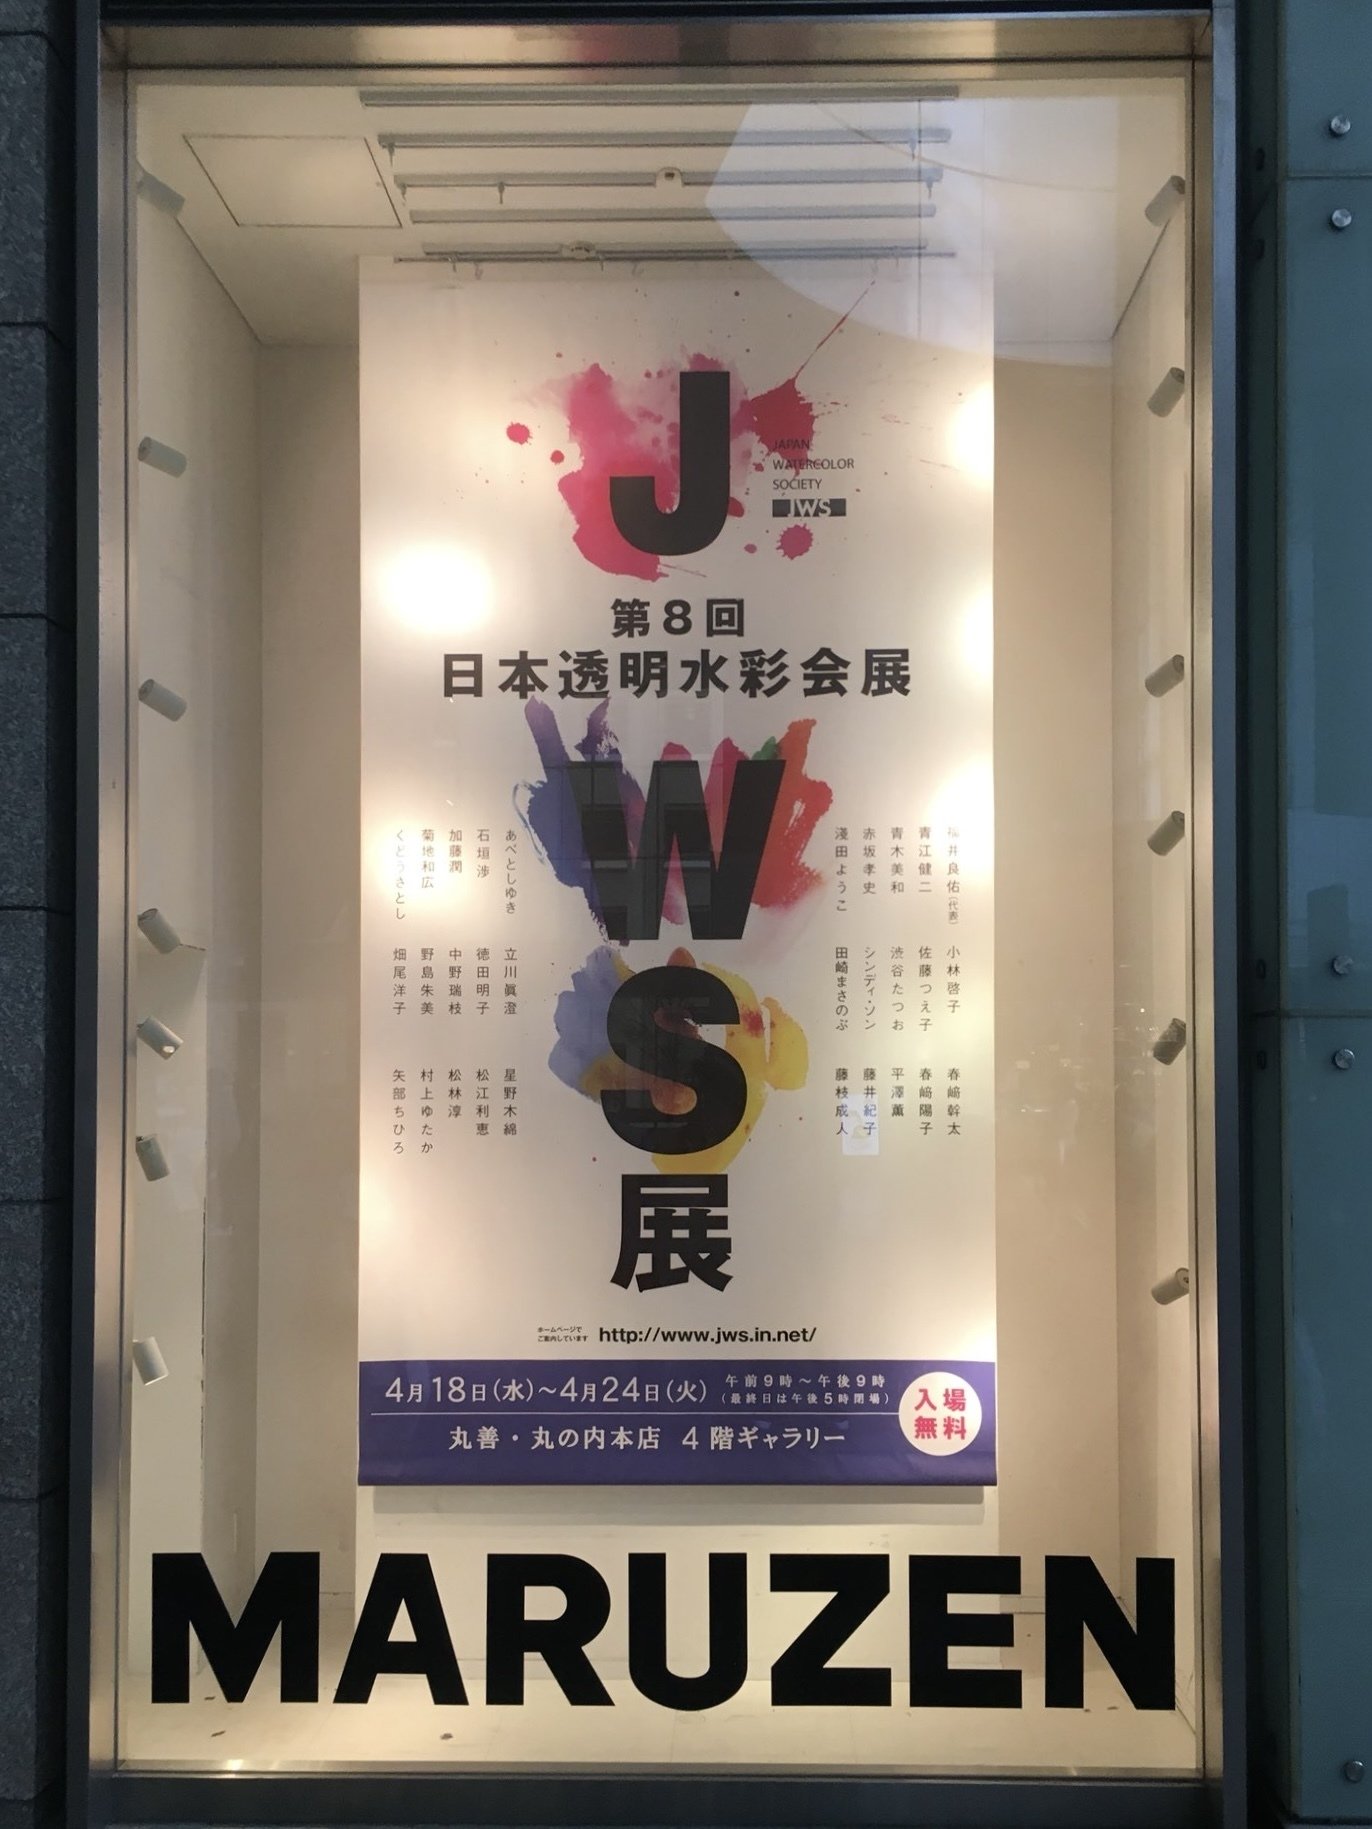 J
JAPAN
WATERCOLOR
SOCIETY
JWS
第8回
日本透明水彩会展
W
S
展
福井良佑(代表)
青江健二
青木美和
赤坂孝史
淺田ようこ
小林啓子
佐藤つえ子
渋谷たつお
シンディ・ソン
田崎まさのぶ
春﨑幹太
春﨑陽子
平澤薫
藤井紀子
藤枝成人
あべとしゆき
石垣渉
加藤潤
菊地和広
くどうさとし
立川眞澄
徳田明子
中野瑞枝
野島朱美
畑尾洋子
星野木綿
松江利恵
松林淳
村上ゆたか
矢部ちひろ
ホームページで
ご案内しています
http://www.jws.in.net/
4月18日(水)~4月24日(火)
午前9時~午後9時
(最終日は午後5時閉場)
入場
無料
丸善・丸の内本店 4階ギャラリー
MARUZEN